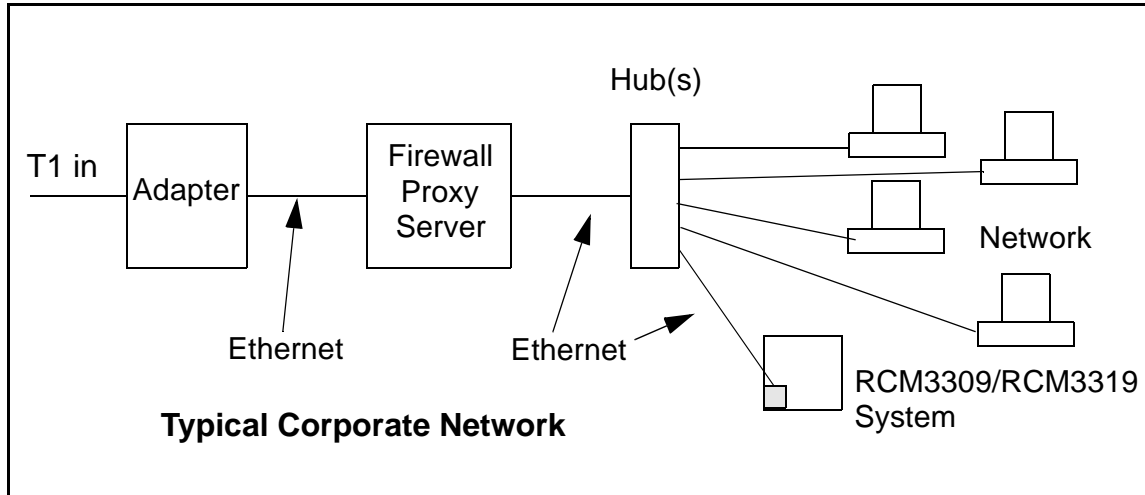 Hub(s)
T1 in
Adapter
Firewall
Proxy
Server
Network
Ethernet
Ethernet
RCM3309/RCM3319
System
Typical Corporate Network